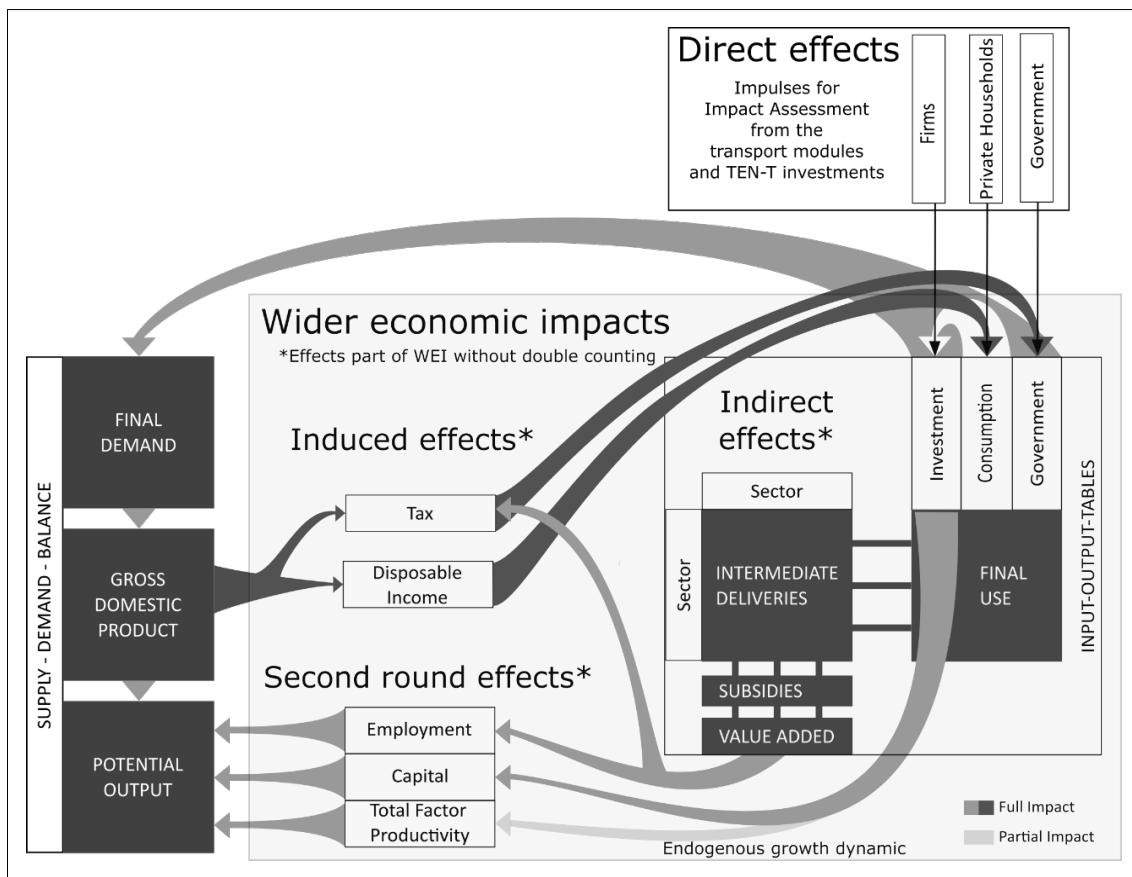 Direct effects
Impulses for
Impact Assessment
from the
transport modules
and TEN-T investments
Firms
Private Households
Government
Wider economic impacts
*Effects part of WEI without double counting
SUPPLY - DEMAND - BALANCE
FINAL
DEMAND
GROSS
DOMESTIC
PRODUCT
POTENTIAL
OUTPUT
Induced effects*
Tax
Disposable
Income
Second round effects*
Employment
Capital
Total Factor
Productivity
Indirect
effects*
Sector
Sector
INTERMEDIATE
DELIVERIES
SUBSIDIES
VALUE ADDED
Investment
Consumption
Government
FINAL
USE
INPUT-OUTPUT-TABLES
Full Impact
Partial Impact
Endogenous growth dynamic